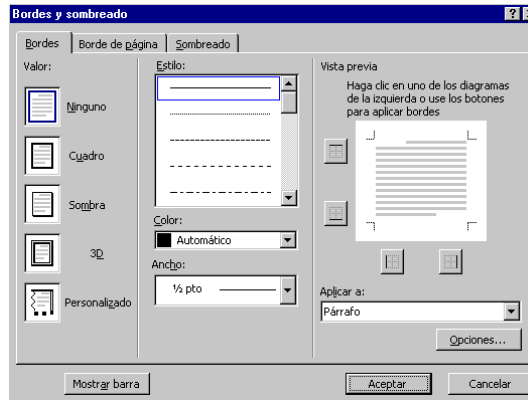 Bordes y sombreado
Bordes
Borde de página
Sombreado
Valor:
Ninguno
Cuadro
Sombra
3D
Personalizado
Estilo:
Color:
Automático
Ancho:
½ pto
Vista previa
Haga clic en uno de los diagramas
de la izquierda o use los botones
para aplicar bordes
Aplicar a:
Párrafo
Opciones...
Mostrar barra
Aceptar
Cancelar